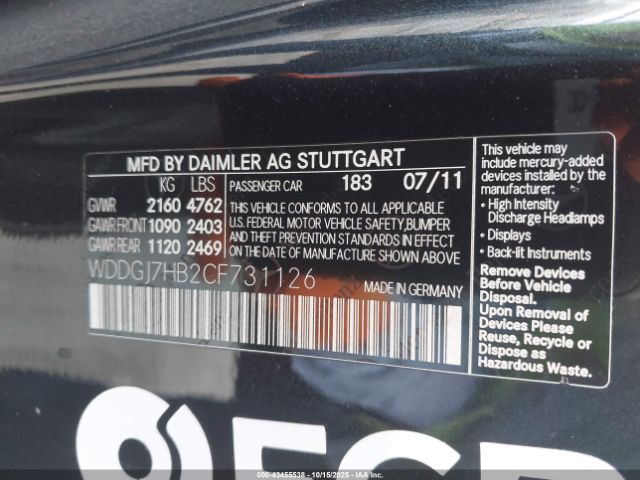 MFD BY DAIMLER AG STUTTGART
KG LBS
GVWR 2160 4762
GAWR FRONT 1090 2403
GAWR REAR 1120 2469
PASSENGER CAR 183 07/11
THIS VEHICLE CONFORMS TO ALL APPLICABLE
U.S. FEDERAL MOTOR VEHICLE SAFETY,BUMPER
AND THEFT PREVENTION STANDARDS IN EFFECT
ON THE DATE OF MANUFACTURE SHOWN ABOVE
WDDGJ7HB2CF731126
MADE IN GERMANY
This vehicle may
include mercury-added
devices installed by
the manufacturer:
• High Intensity
Discharge Headlamps
• Displays
• Back-lit Instruments
Remove Devices
Before Vehicle
Disposal.
Upon Removal of
Devices Please
Reuse, Recycle or
Dispose as
Hazardous Waste.
000-43455538 - 10/15/2025 - IAAI.COM